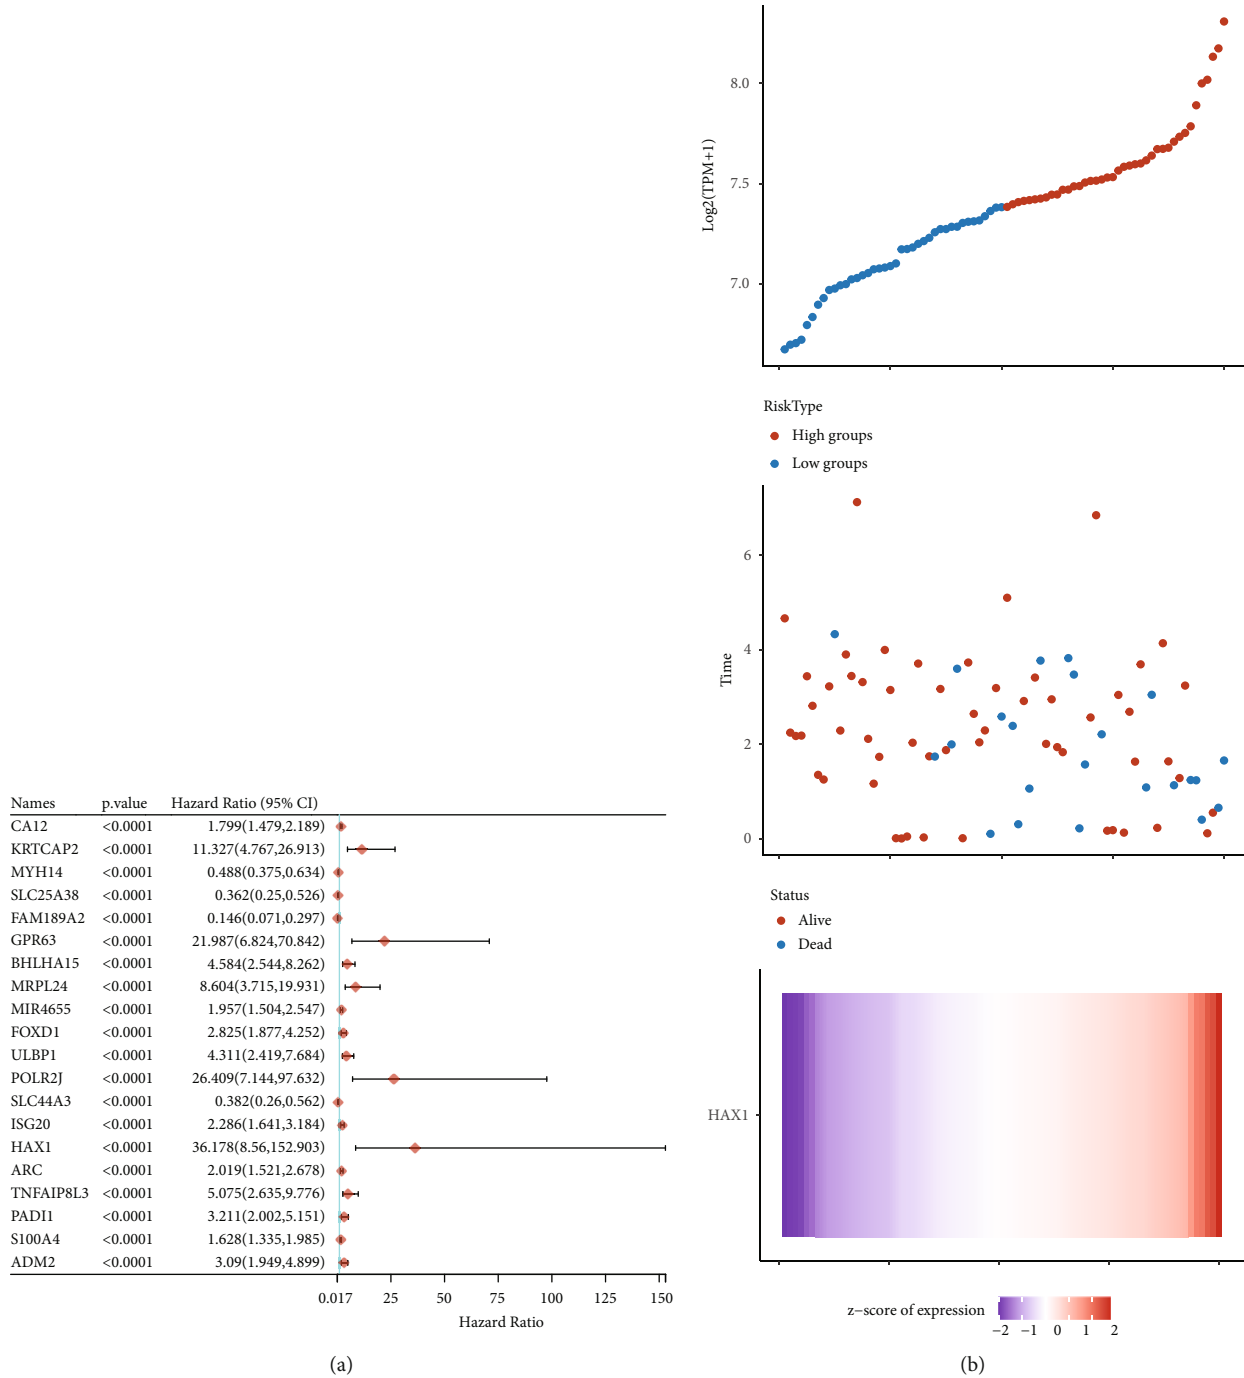 Names p.value Hazard Ratio (95% CI)
CA12 <0.0001 1.799(1.479,2.189)
KRTCAP2 <0.0001 11.327(4.767,26.913)
MYH14 <0.0001 0.488(0.375,0.634)
SLC25A38 <0.0001 0.362(0.25,0.526)
FAM189A2 <0.0001 0.146(0.071,0.297)
GPR63 <0.0001 21.987(6.824,70.842)
BHLHA15 <0.0001 4.584(2.544,8.262)
MRPL24 <0.0001 8.604(3.715,19.931)
MIR4655 <0.0001 1.957(1.504,2.547)
FOXD1 <0.0001 2.825(1.877,4.252)
ULBP1 <0.0001 4.311(2.419,7.684)
POLR2J <0.0001 26.409(7.144,97.632)
SLC44A3 <0.0001 0.382(0.26,0.562)
ISG20 <0.0001 2.286(1.641,3.184)
HAX1 <0.0001 36.178(8.56,152.903)
ARC <0.0001 2.019(1.521,2.678)
TNFAIP8L3 <0.0001 5.075(2.635,9.776)
PADI1 <0.0001 3.211(2.002,5.151)
S100A4 <0.0001 1.628(1.335,1.985)
ADM2 <0.0001 3.09(1.949,4.899)
0.017 25 50 75 100 125 150
Hazard Ratio
(a)
8.0
7.5
7.0
Log2(TPM+1)
RiskType
High groups
Low groups
6
4
2
0
Time
Status
Alive
Dead
HAX1
z−score of expression
−2 −1 0 1 2
(b)